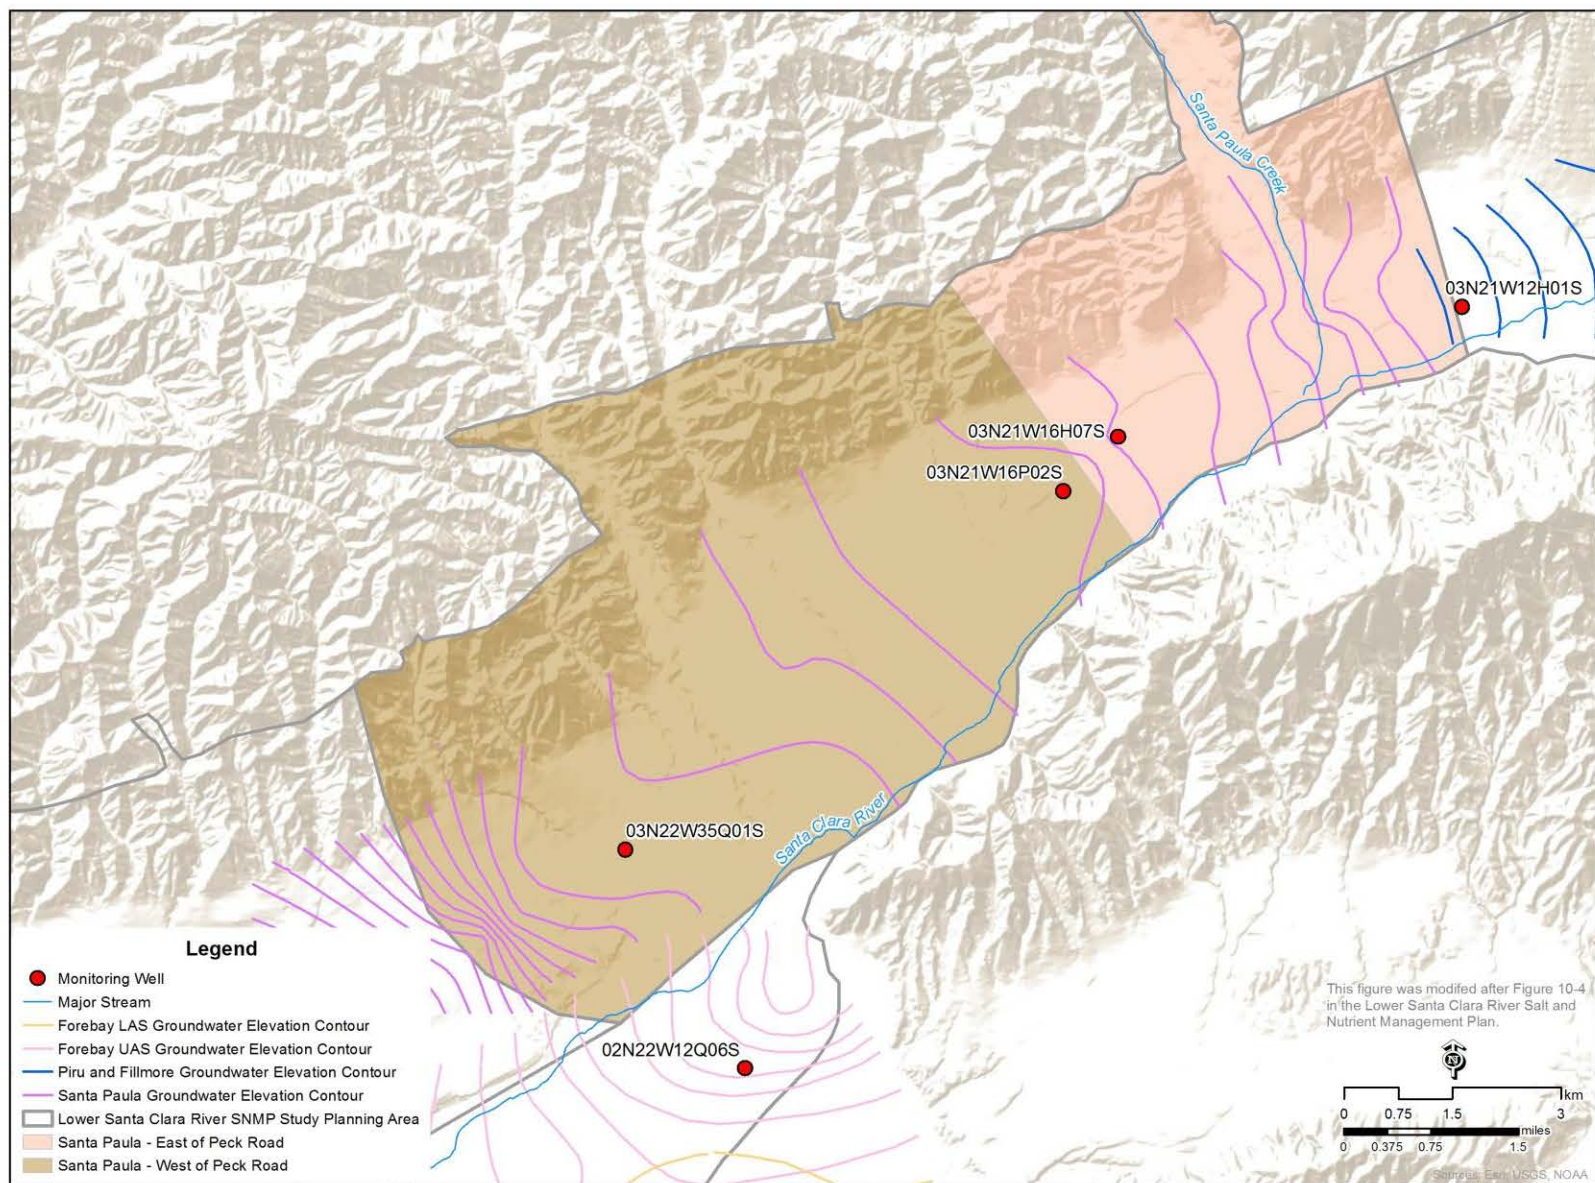 Santa Paula Creek
03N21W12H01S
03N21W16H07S
03N21W16P02S
03N22W35Q01S
Santa Clara River
02N22W12Q06S
Legend
Monitoring Well
Major Stream
Forebay LAS Groundwater Elevation Contour
Forebay UAS Groundwater Elevation Contour
Piru and Fillmore Groundwater Elevation Contour
Santa Paula Groundwater Elevation Contour
Lower Santa Clara River SNMP Study Planning Area
Santa Paula - East of Peck Road
Santa Paula - West of Peck Road
This figure was modifed after Figure 10-4
in the Lower Santa Clara River Salt and
Nutrient Management Plan.
N
km
0 0.75 1.5 3
miles
0 0.375 0.75 1.5
Sources: Esri, USGS, NOAA